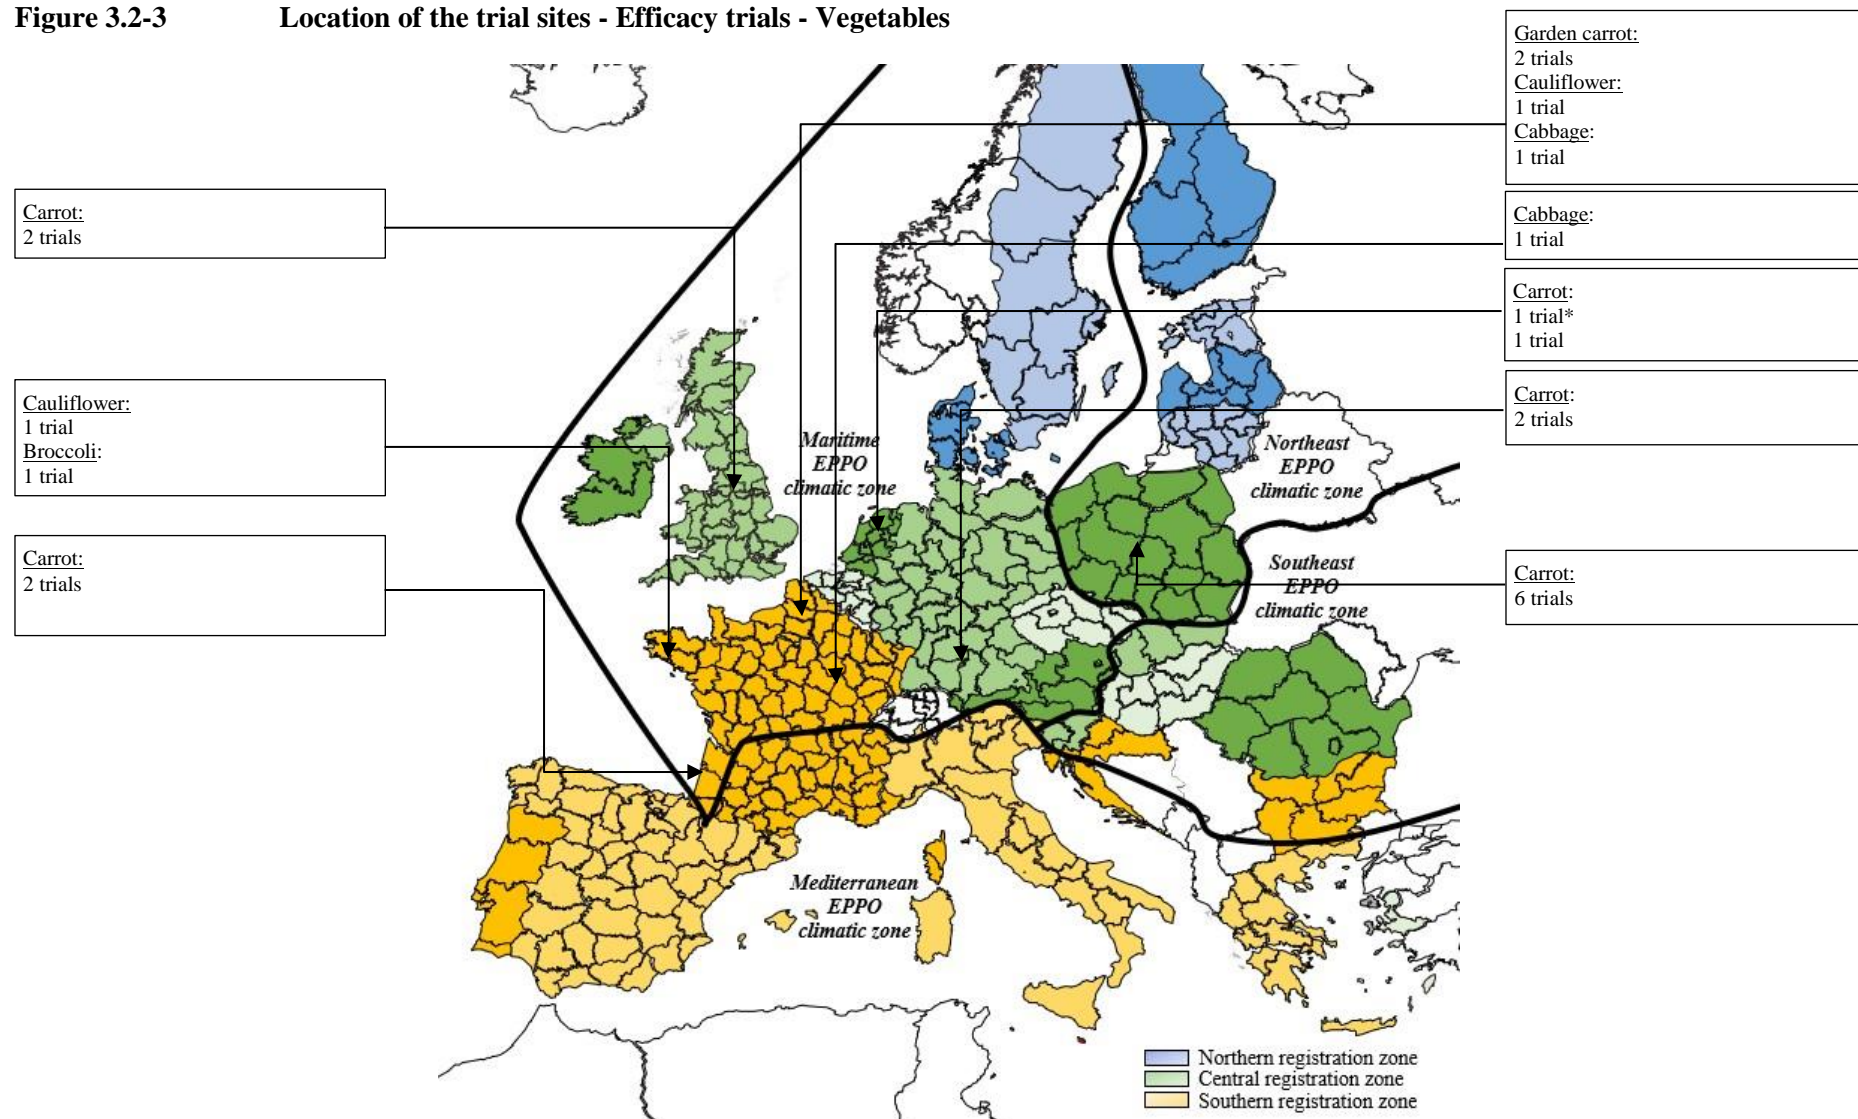 Figure 3.2-3 Location of the trial sites - Efficacy trials - Vegetables
Garden carrot:
2 trials
Cauliflower:
1 trial
Cabbage:
1 trial
Carrot:
2 trials
Cabbage:
1 trial
Carrot:
1 trial*
1 trial
Cauliflower:
1 trial
Broccoli:
1 trial
Carrot:
2 trials
Maritime
EPPO
climatic zone
Northeast
EPPO
climatic zone
Carrot:
2 trials
Southeast
EPPO
climatic zone
Carrot:
6 trials
Mediterranean
EPPO
climatic zone
Northern registration zone
Central registration zone
Southern registration zone